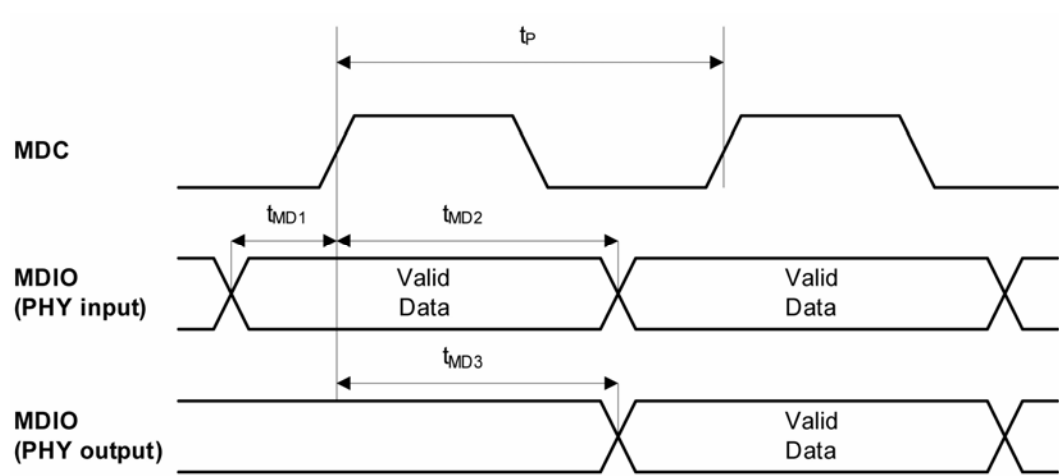 tP
MDC
tMD1
tMD2
MDIO
(PHY input)
Valid
Data
Valid
Data
tMD3
MDIO
(PHY output)
Valid
Data